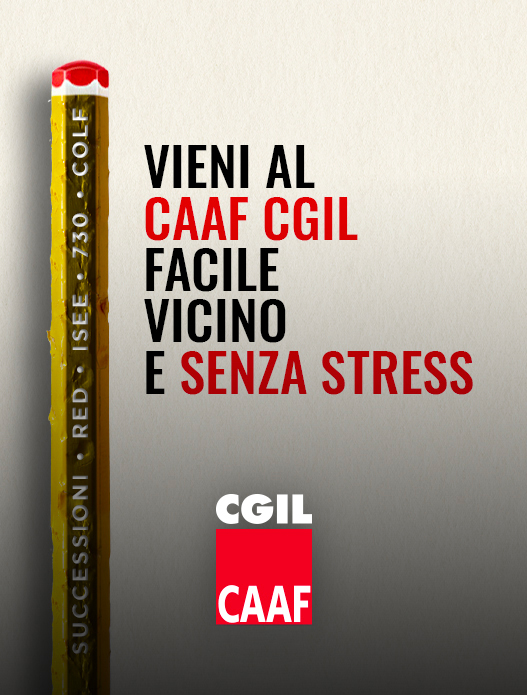 SUCCESSIONI • RED • ISEE • 730 • COLF
VIENI AL
CAAF CGIL
FACILE
VICINO
E SENZA STRESS
CGIL
CAAF